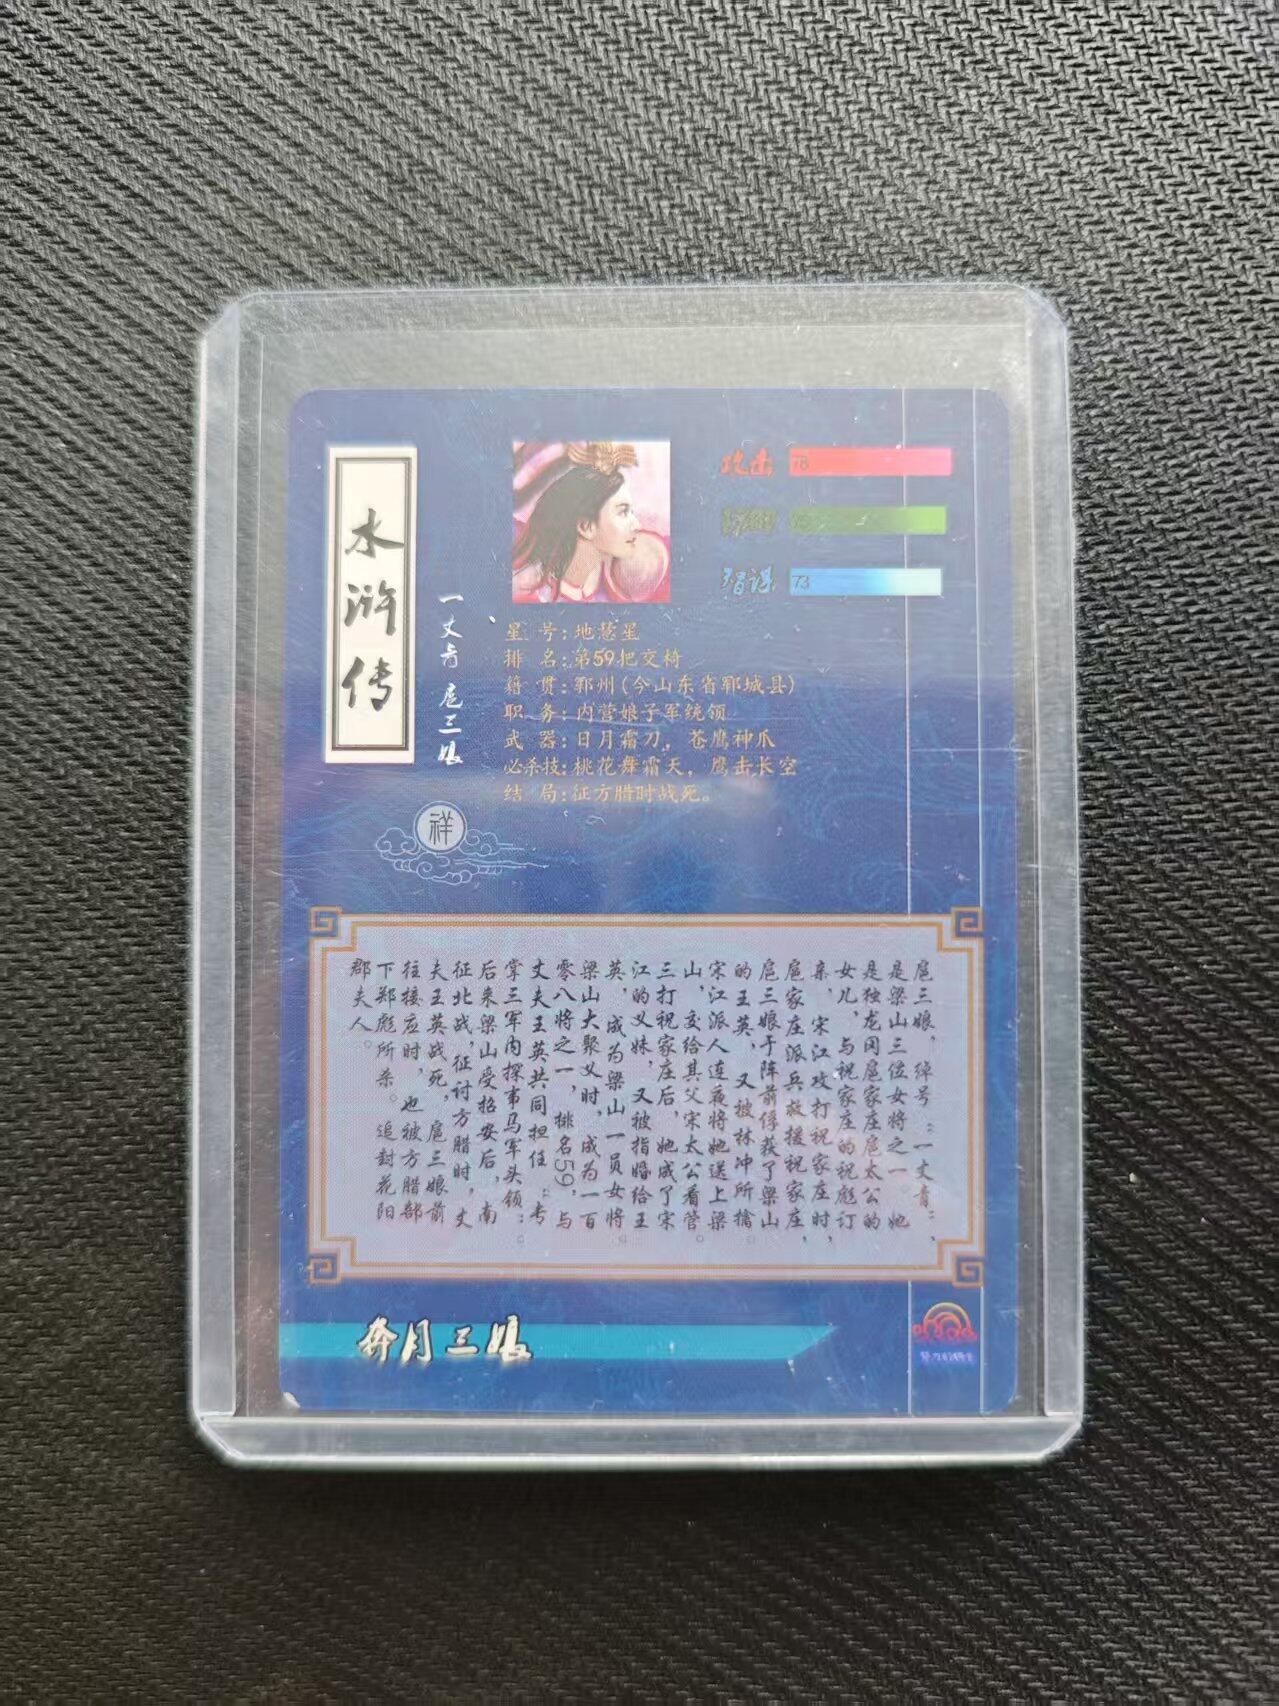 水浒传
一丈青 扈三娘
攻击 78
防御
智谋 73
星 号:地慧星
排 名:第59把交椅
籍 贯:郓州(今山东省郓城县)
职 务:内营娘子军统领
武 器:日月霜刀，苍鹰神爪
必杀技:桃花舞霜天，鹰击长空
结 局:征方腊时战死。
祥
扈三娘，绰号“一丈青”，
是梁山三位女将之一。她
是独龙冈扈家庄扈太公的
女儿，与祝家庄的祝彪订
亲，宋江攻打祝家庄时，
扈家庄派兵救援祝家庄，
扈三娘于阵前俘获了梁山
的王英，又被林冲所擒。
宋江派人连夜将她送上梁
山，交给其父宋太公看管。
三打祝家庄后，她成了宋
江的义妹，又被指婚给王
英，成为梁山一员女将。
梁山大聚义时，成为一百
零八将之一，排名59，与
丈夫王英共同担任“专
掌三军内探事马军头领”。
后来梁山受招安后，南
征北战，征讨方腊时，丈
夫王英战死，扈三娘前
往接应时，也被方腊部
下郑彪所杀。追封花阳
郡夫人。
奔月三娘